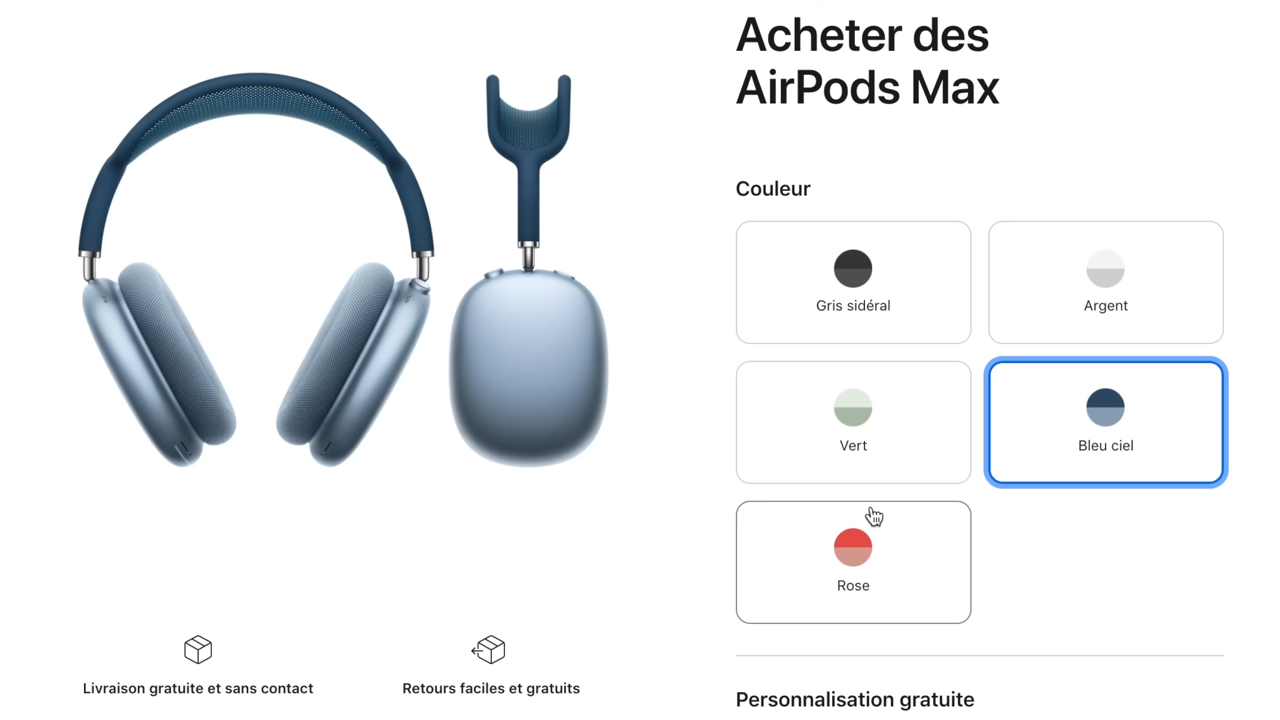 Acheter des
AirPods Max
Couleur
Gris sidéral
Argent
Vert
Bleu ciel
Rose
Livraison gratuite et sans contact
Retours faciles et gratuits
Personnalisation gratuite